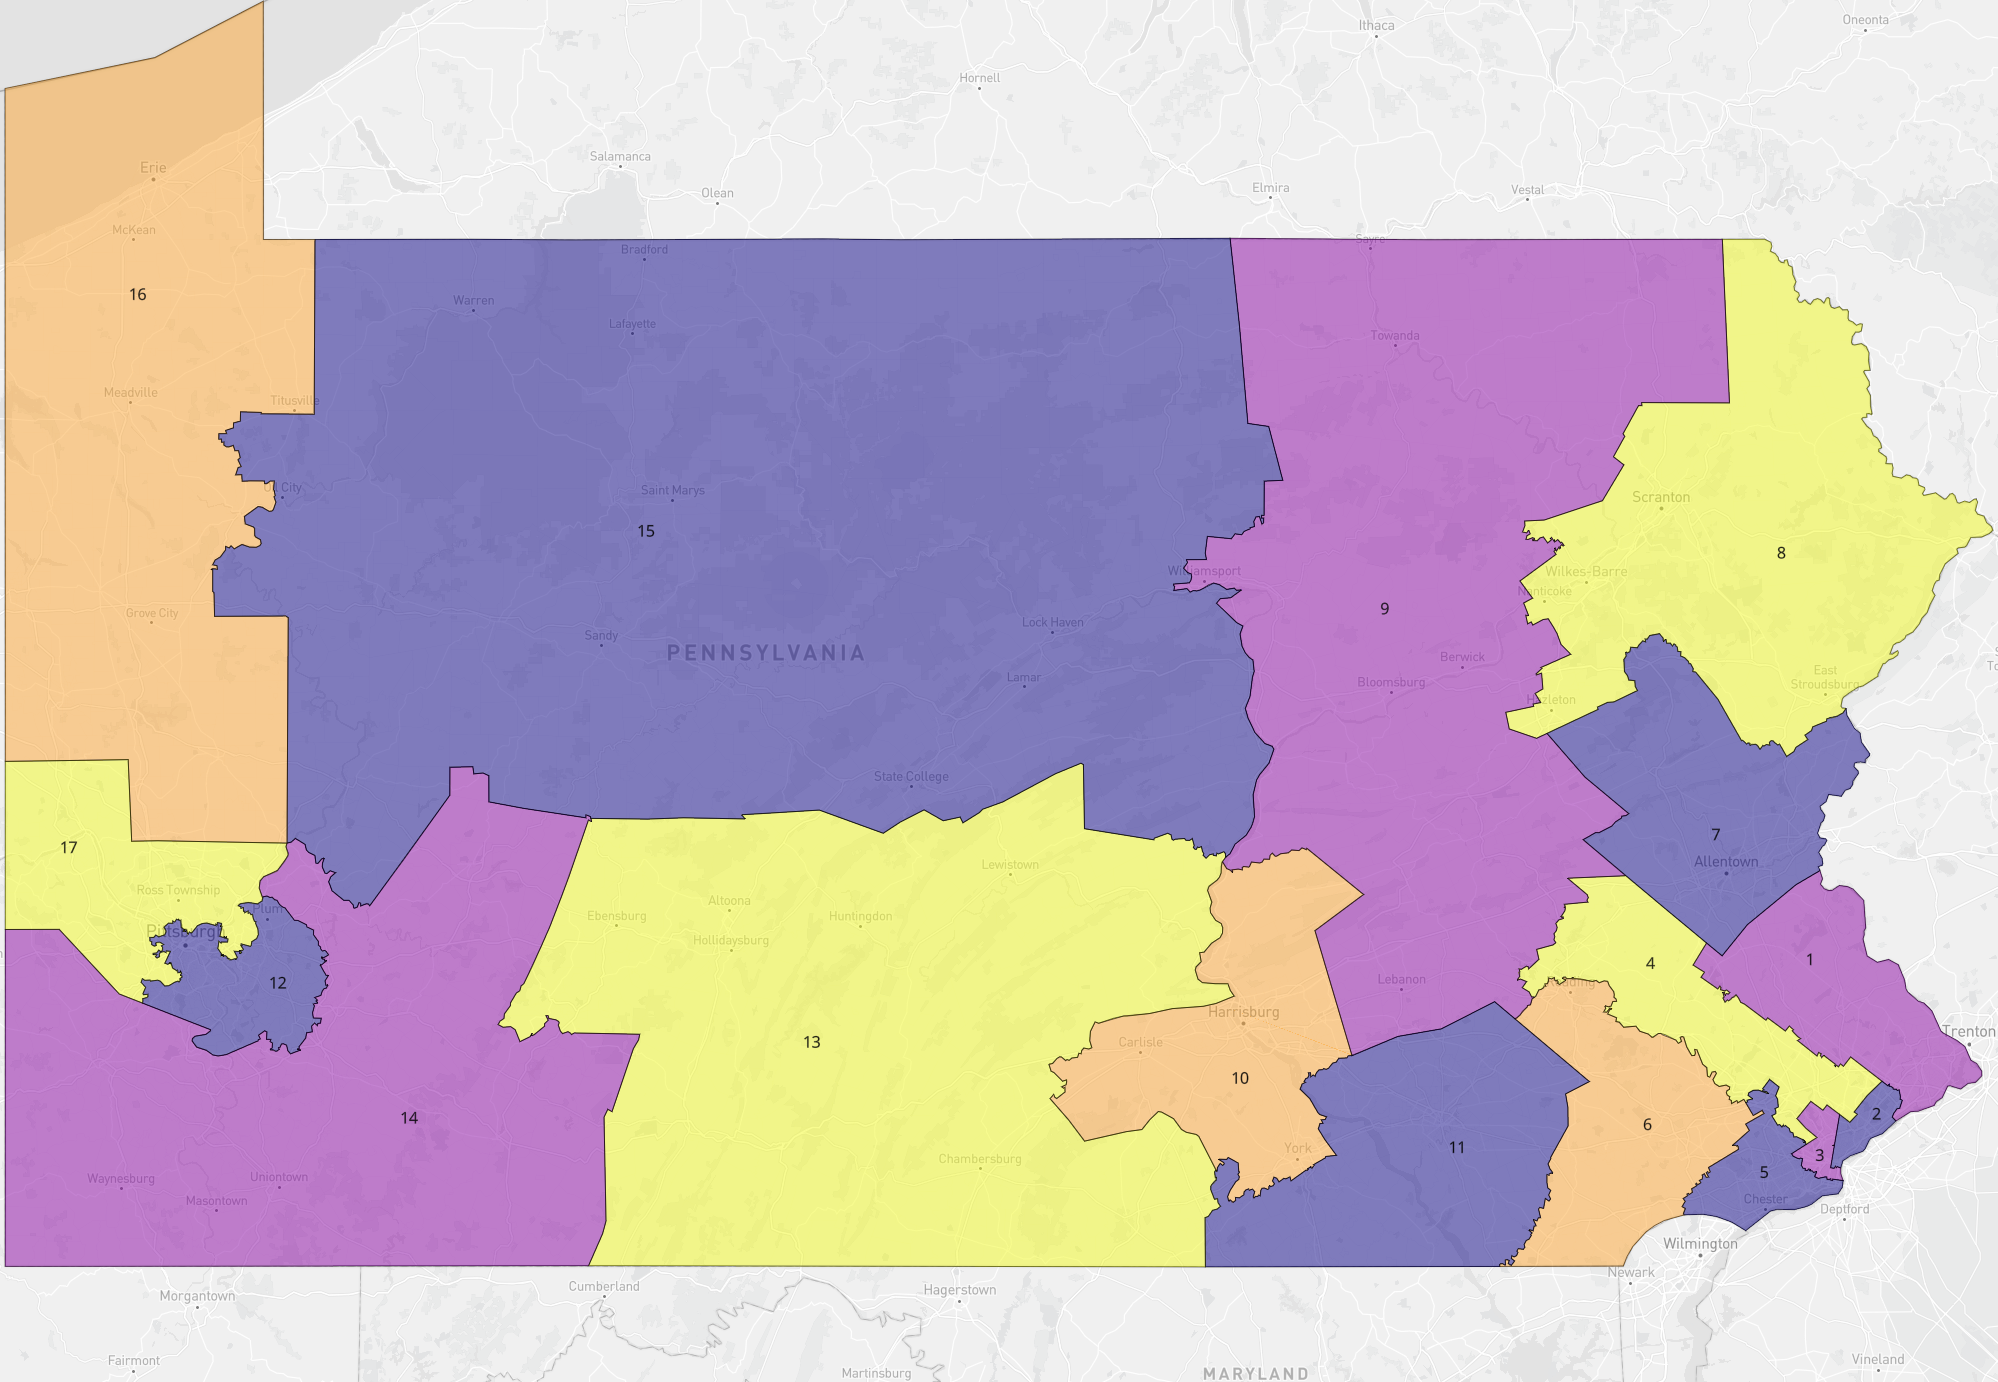 Ithaca
Oneonta
Hornell
Salamanca
Erie
Olean
Elmira
Vestal
McKean
Bradford
Sayre
16
Warren
Lafayette
Towanda
Meadville
Titusville
Saint Marys
Scranton
15
8
Williamsport
Wilkes-Barre
Nanticoke
9
Grove City
Lock Haven
Sandy
PENNSYLVANIA
Berwick
Lamar
Bloomsburg
East
Stroudsburg
Hazleton
State College
7
17
Allentown
Lewistown
Ross Township
Altoona
Plum
Ebensburg
Huntingdon
Pittsburgh
Hollidaysburg
1
4
12
Lebanon
Reading
Harrisburg
Trenton
13
Carlisle
10
14
2
6
11
York
3
Chambersburg
5
Waynesburg
Uniontown
Masontown
Chester
Deptford
Wilmington
Newark
Cumberland
Hagerstown
Morgantown
Fairmont
Martinsburg
MARYLAND
Vineland